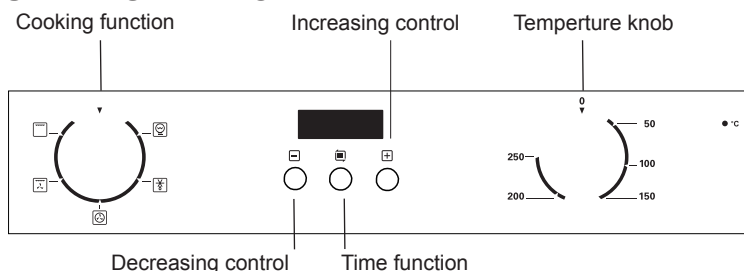 Cooking function
Increasing control
Temperture knob
0
50
°C
250
100
200
150
Decreasing control
Time function